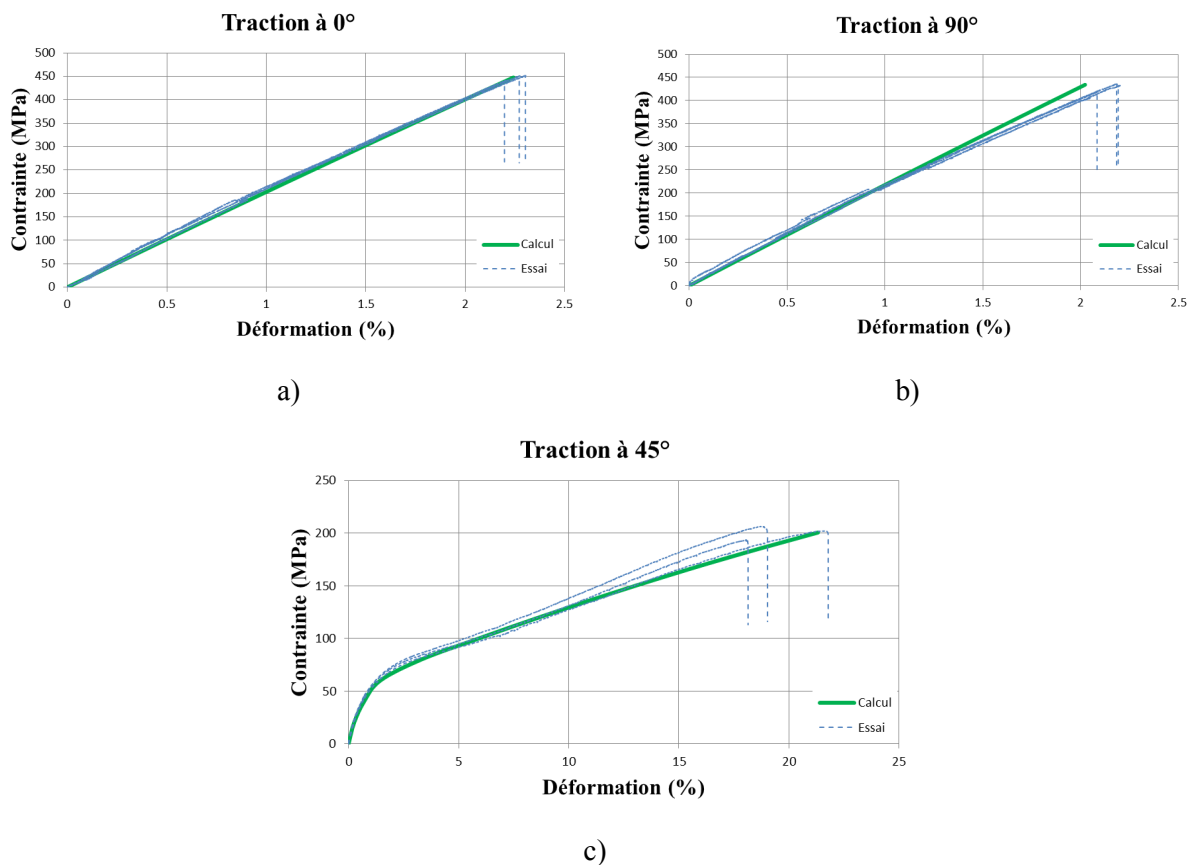 Traction à 0°
Contrainte (MPa)
500
450
400
350
300
250
200
150
100
50
0
0
0.5
1
1.5
2
2.5
Calcul
Essai
Déformation (%)
a)
Traction à 90°
Contrainte (MPa)
500
450
400
350
300
250
200
150
100
50
0
0
0.5
1
1.5
2
2.5
Calcul
Essai
Déformation (%)
b)
Traction à 45°
Contrainte (MPa)
250
200
150
100
50
0
0
5
10
15
20
25
Calcul
Essai
Déformation (%)
c)